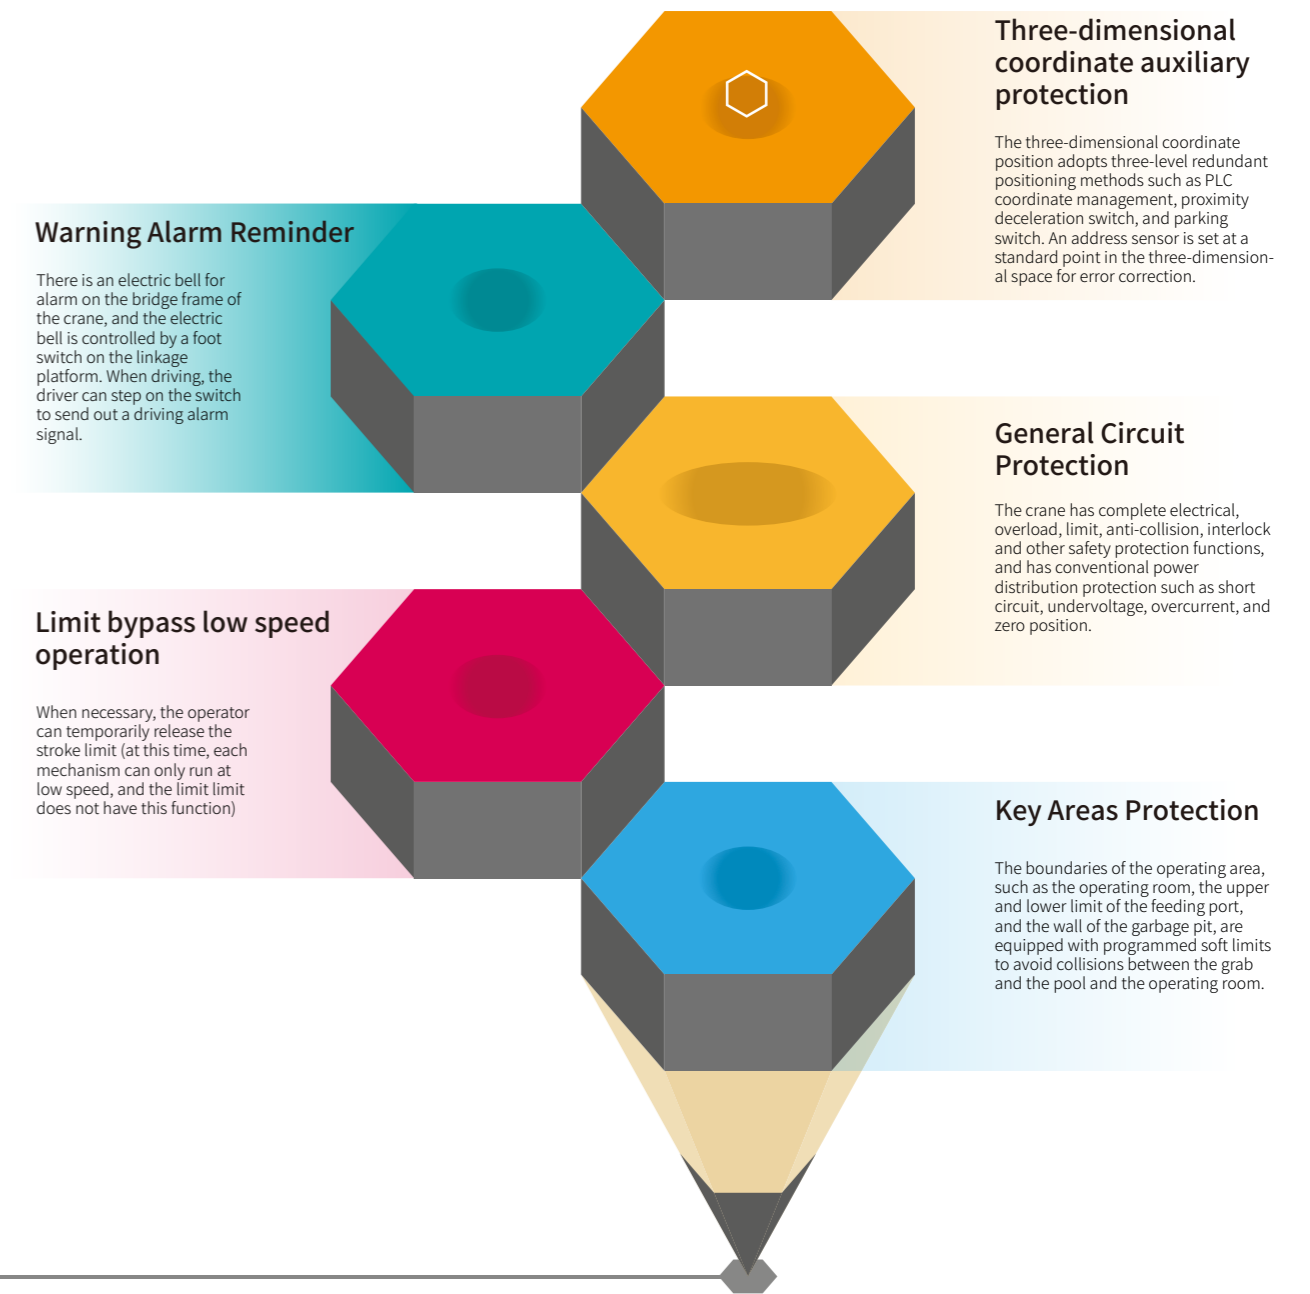 Three-dimensional
coordinate auxiliary
protection
The three-dimensional coordinate
position adopts three-level redundant
positioning methods such as PLC
coordinate management, proximity
deceleration switch, and parking
switch. An address sensor is set at a
standard point in the three-dimension-
al space for error correction.
Warning Alarm Reminder
There is an electric bell for
alarm on the bridge frame of
the crane, and the electric
bell is controlled by a foot
switch on the linkage
platform. When driving, the
driver can step on the switch
to send out a driving alarm
signal.
General Circuit
Protection
The crane has complete electrical,
overload, limit, anti-collision, interlock
and other safety protection functions,
and has conventional power
distribution protection such as short
circuit, undervoltage, overcurrent, and
zero position.
Limit bypass low speed
operation
When necessary, the operator
can temporarily release the
stroke limit (at this time, each
mechanism can only run at
low speed, and the limit limit
does not have this function)
Key Areas Protection
The boundaries of the operating area,
such as the operating room, the upper
and lower limit of the feeding port,
and the wall of the garbage pit, are
equipped with programmed soft limits
to avoid collisions between the grab
and the pool and the operating room.